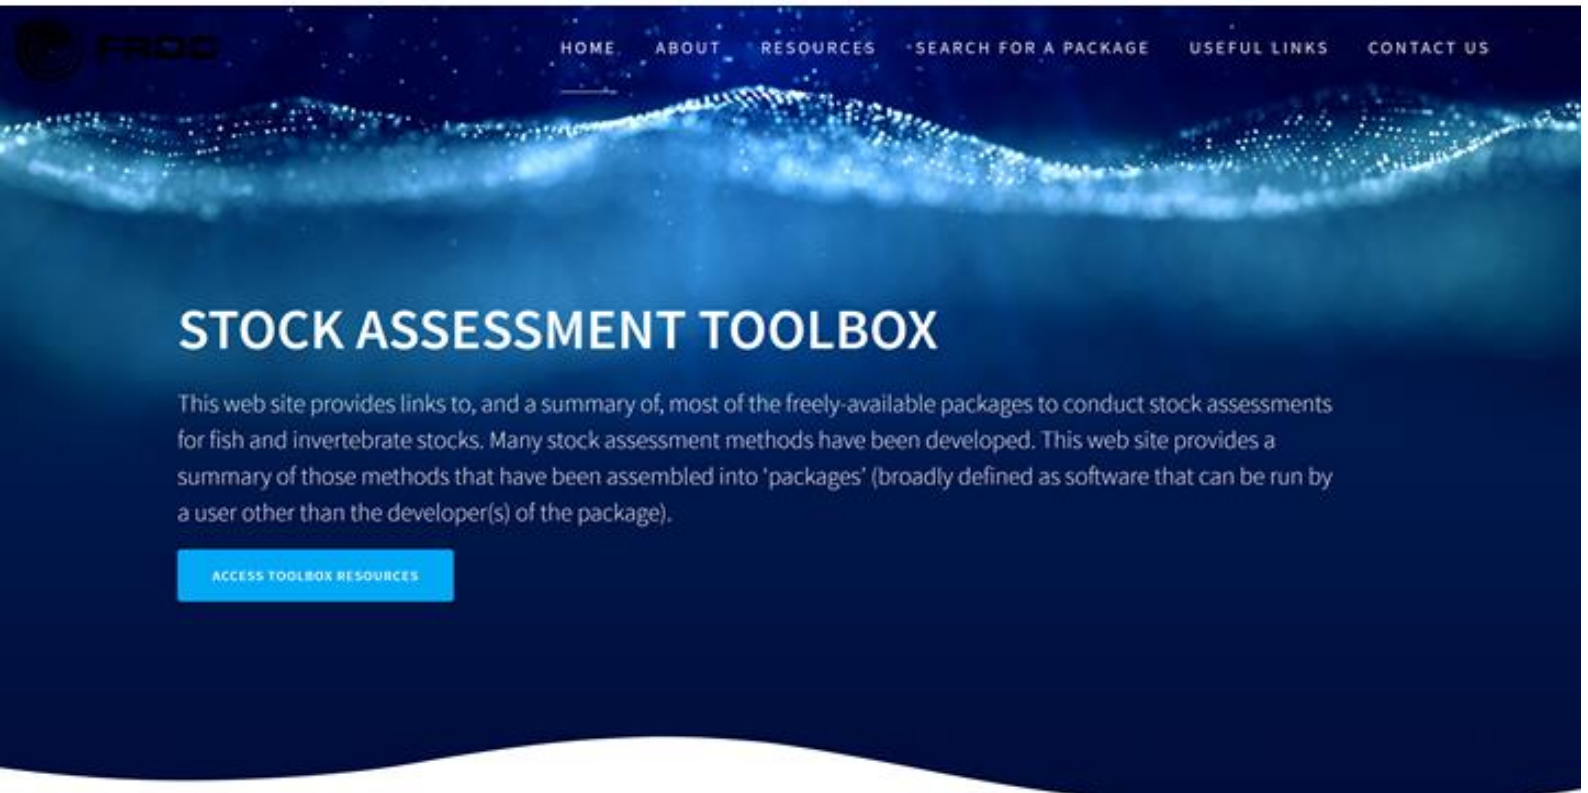 FRDC
HOME ABOUT RESOURCES SEARCH FOR A PACKAGE USEFUL LINKS CONTACT US
STOCK ASSESSMENT TOOLBOX
This web site provides links to, and a summary of, most of the freely-available packages to conduct stock assessments
for fish and invertebrate stocks. Many stock assessment methods have been developed. This web site provides a
summary of those methods that have been assembled into 'packages' (broadly defined as software that can be run by
a user other than the developer(s) of the package).
ACCESS TOOLBOX RESOURCES